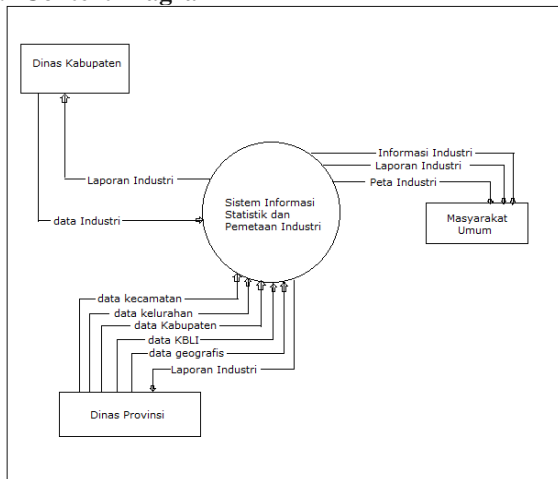 Dinas Kabupaten
Informasi Industri
Laporan Industri
Peta Industri
Laporan Industri
Sistem Informasi
Statistik dan
Pemetaan Industri
data Industri
Masyarakat
Umum
data kecamatan
data kelurahan
data Kabupaten
data KBLI
data geografis
Laporan Industri
Dinas Provinsi